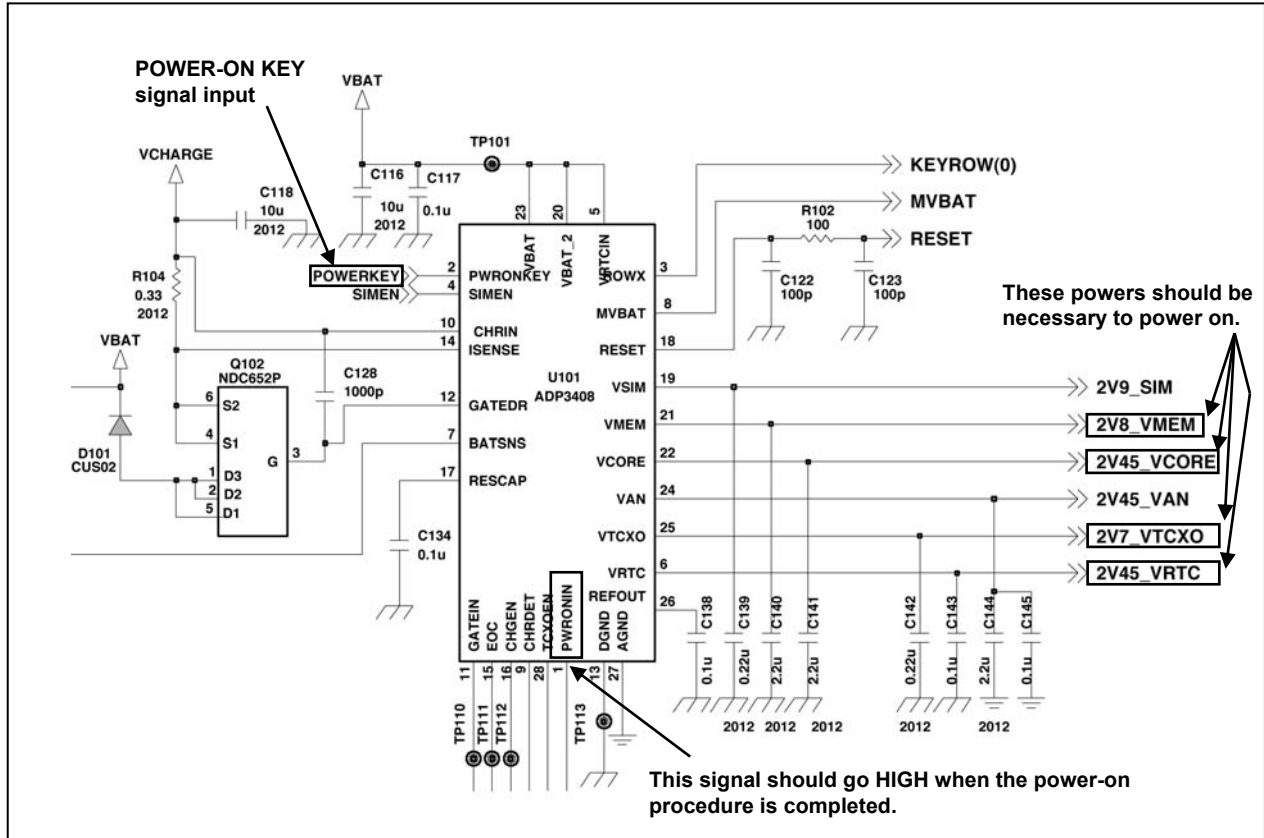 POWER-ON KEY
signal input
VBAT
TP101
VCHARGE
C118
10u
2012
C116
10u
2012
C117
0.1u
23
20
5
VBAT
VBAT_2
VRTCIN
KEYROW(0)
MVBAT
R102
100
RESET
C122
100p
C123
100p
R104
0.33
2012
POWERKEY
2
PWRONKEY
SIMEN
4
SIMEN
10
CHRIN
14
ISENSE
3
ROWX
8
MVBAT
18
RESET
These powers should be
necessary to power on.
VBAT
Q102
NDC652P
C128
1000p
U101
ADP3408
6
S2
4
S1
G
3
1
D3
2
D2
5
D1
D101
CUS02
12
GATEDR
7
BATSNS
17
RESCAP
C134
0.1u
VSIM
19
2V9_SIM
VMEM
21
2V8_VMEM
VCORE
22
2V45_VCORE
VAN
24
2V45_VAN
VTCXO
25
2V7_VTCXO
VRTC
6
2V45_VRTC
REFOUT
26
GATEIN
EOC
CHGEN
CHRDET
TCXOEN
PWRONIN
DGND
AGND
11
15
16
9
28
1
13
27
TP110
TP111
TP112
TP113
C138
0.1u
C139
0.22u
2012
C140
2.2u
2012
C141
2.2u
2012
C142
0.22u
2012
C143
0.1u
C144
2.2u
2012
C145
0.1u
This signal should go HIGH when the power-on
procedure is completed.